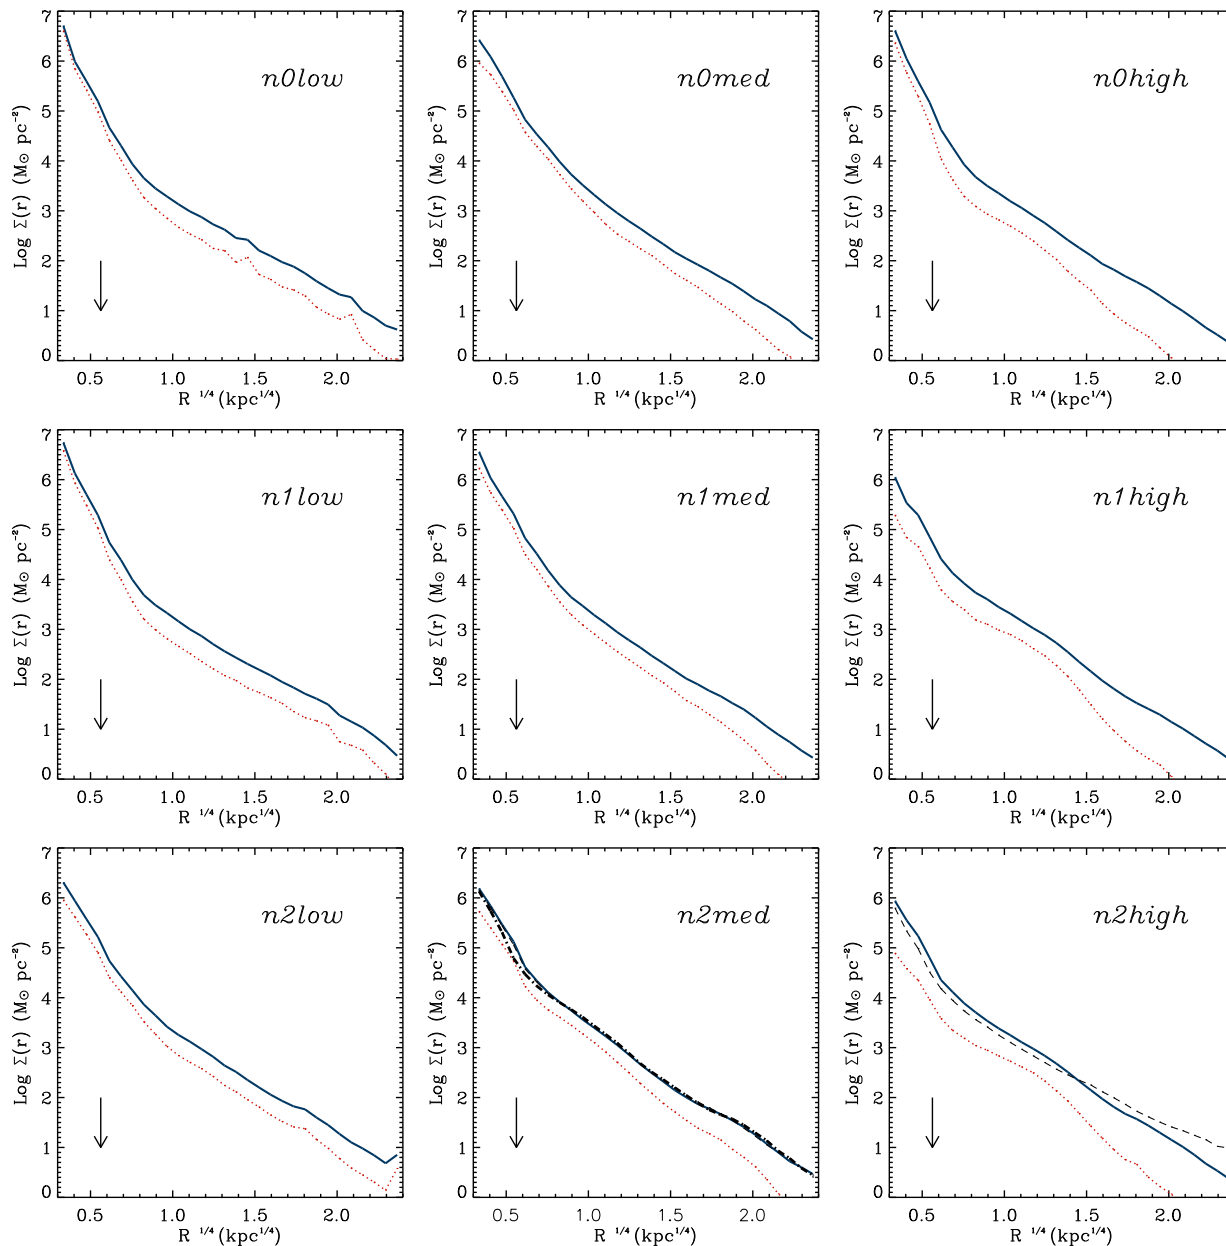 7 6 5 4 3 2 1 0
Log Σ(r) (M⊙ pc⁻²)
n0low
0.5 1.0 1.5 2.0
R ¹/⁴ (kpc¹/⁴)
7 6 5 4 3 2 1 0
Log Σ(r) (M⊙ pc⁻²)
n0med
0.5 1.0 1.5 2.0
R ¹/⁴ (kpc¹/⁴)
7 6 5 4 3 2 1 0
Log Σ(r) (M⊙ pc⁻²)
n0high
0.5 1.0 1.5 2.0
R ¹/⁴ (kpc¹/⁴)
7 6 5 4 3 2 1 0
Log Σ(r) (M⊙ pc⁻²)
n1low
0.5 1.0 1.5 2.0
R ¹/⁴ (kpc¹/⁴)
7 6 5 4 3 2 1 0
Log Σ(r) (M⊙ pc⁻²)
n1med
0.5 1.0 1.5 2.0
R ¹/⁴ (kpc¹/⁴)
7 6 5 4 3 2 1 0
Log Σ(r) (M⊙ pc⁻²)
n1high
0.5 1.0 1.5 2.0
R ¹/⁴ (kpc¹/⁴)
7 6 5 4 3 2 1 0
Log Σ(r) (M⊙ pc⁻²)
n2low
0.5 1.0 1.5 2.0
R ¹/⁴ (kpc¹/⁴)
7 6 5 4 3 2 1 0
Log Σ(r) (M⊙ pc⁻²)
n2med
0.5 1.0 1.5 2.0
R ¹/⁴ (kpc¹/⁴)
7 6 5 4 3 2 1 0
Log Σ(r) (M⊙ pc⁻²)
n2high
0.5 1.0 1.5 2.0
R ¹/⁴ (kpc¹/⁴)